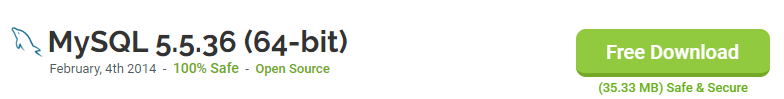 MySQL 5.5.36 (64-bit)
February, 4th 2014 - 100% Safe - Open Source
Free Download
(35.33 MB) Safe & Secure